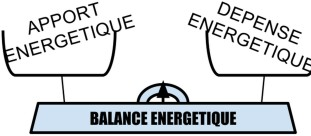 APPORT
ENERGETIQUE
DEPENSE
ENERGETIQUE
BALANCE ENERGETIQUE